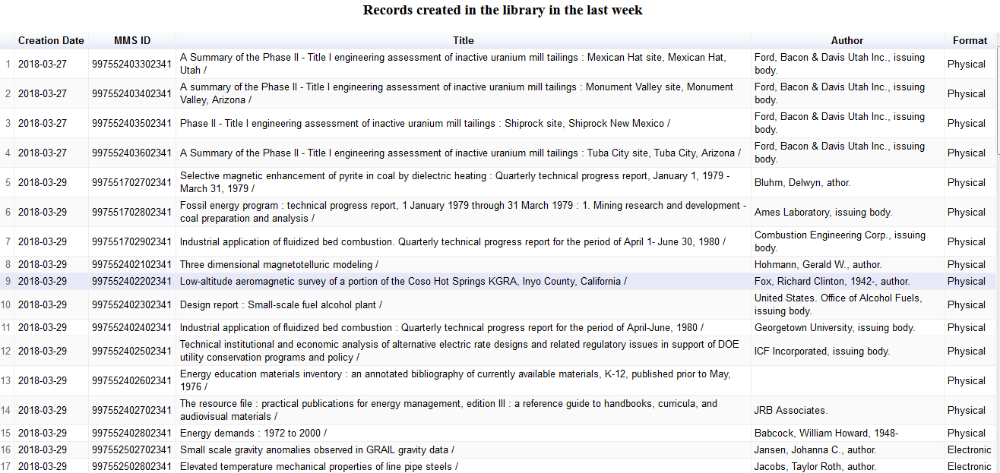 Records created in the library in the last week
Creation Date MMS ID Title Author Format
1 2018-03-27 997552403302341 A Summary of the Phase II - Title I engineering assessment of inactive uranium mill tailings : Mexican Hat site, Mexican Hat, Ford, Bacon & Davis Utah Inc., issuing Physical
Utah / body.
2 2018-03-27 997552403402341 A summary of the Phase II - Title I engineering assessment of inactive uranium mill tailings : Monument Valley site, Monument Ford, Bacon & Davis Utah Inc., issuing Physical
Valley, Arizona / body.
3 2018-03-27 997552403502341 Phase II - Title I engineering assessment of inactive uranium mill tailings : Shiprock site, Shiprock New Mexico / Ford, Bacon & Davis Utah Inc., issuing Physical
body.
4 2018-03-27 997552403602341 A Summary of the Phase II - Title I engineering assessment of inactive uranium mill tailings : Tuba City site, Tuba City, Arizona / Ford, Bacon & Davis Utah Inc., issuing Physical
body.
5 2018-03-29 997551702702341 Selective magnetic enhancement of pyrite in coal by dielectric heating : Quarterly technical progress report, January 1, 1979 - Bluhm, Delwyn, athor. Physical
March 31, 1979 /
6 2018-03-29 997551702802341 Fossil energy program : technical progress report, 1 January 1979 through 31 March 1979 : 1. Mining research and development - Ames Laboratory, issuing body. Physical
coal preparation and analysis /
7 2018-03-29 997551702902341 Industrial application of fluidized bed combustion. Quarterly technical progress report for the period of April 1- June 30, 1980 / Combustion Engineering Corp., issuing Physical
body.
8 2018-03-29 997552402102341 Three dimensional magnetotelluric modeling / Hohmann, Gerald W., author. Physical
9 2018-03-29 997552402202341 Low-altitude aeromagnetic survey of a portion of the Coso Hot Springs KGRA, Inyo County, California / Fox, Richard Clinton, 1942-, author. Physical
10 2018-03-29 997552402302341 Design report : Small-scale fuel alcohol plant / United States. Office of Alcohol Fuels, Physical
issuing body.
11 2018-03-29 997552402402341 Industrial application of fluidized bed combustion : Quarterly technical progress report for the period of April-June, 1980 / Georgetown University, issuing body. Physical
12 2018-03-29 997552402502341 Technical institutional and economic analysis of alternative electric rate designs and related regulatory issues in support of DOE ICF Incorporated, issuing body. Physical
utility conservation programs and policy /
13 2018-03-29 997552402602341 Energy education materials inventory : an annotated bibliography of currently available materials, K-12, published prior to May, Physical
1976 /
14 2018-03-29 997552402702341 The resource file : practical publications for energy management, edition III : a reference guide to handbooks, curricula, and JRB Associates. Physical
audiovisual materials /
15 2018-03-29 997552402802341 Energy demands : 1972 to 2000 / Babcock, William Howard, 1948- Physical
16 2018-03-29 997552502702341 Small scale gravity anomalies observed in GRAIL gravity data / Jansen, Johanna C., author. Electronic
17 2018-03-29 997552502802341 Elevated temperature mechanical properties of line pipe steels / Jacobs, Taylor Roth, author. Electronic